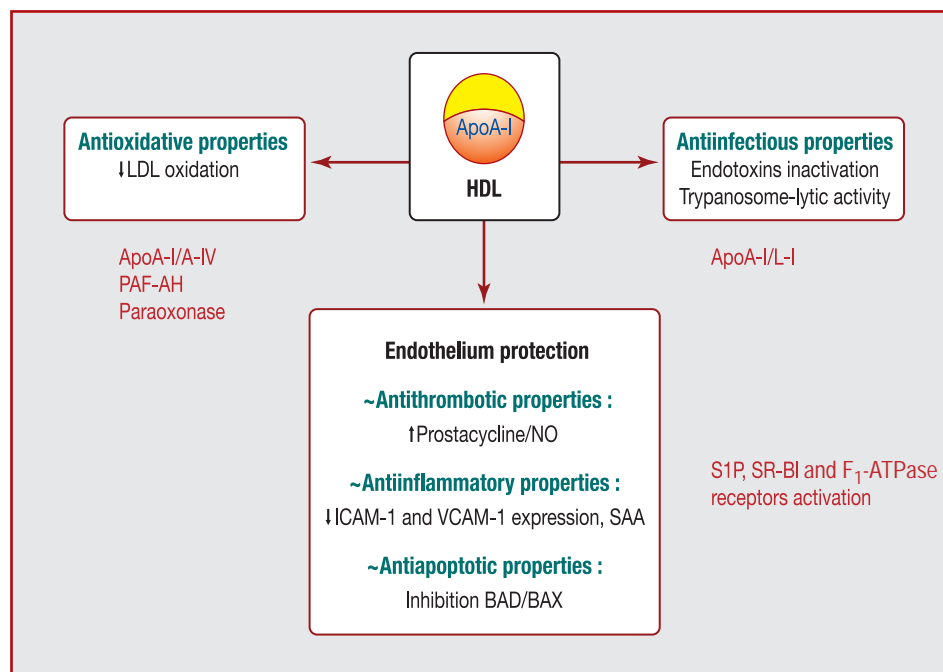 ApoA-I
HDL
Antioxidative properties
↓LDL oxidation
ApoA-I/A-IV
PAF-AH
Paraoxonase
Antiinfectious properties
Endotoxins inactivation
Trypanosome-lytic activity
ApoA-I/L-I
Endothelium protection
~Antithrombotic properties :
↑Prostacycline/NO
~Antiinflammatory properties :
↓ICAM-1 and VCAM-1 expression, SAA
~Antiapoptotic properties :
Inhibition BAD/BAX
S1P, SR-BI and F₁-ATPase
receptors activation